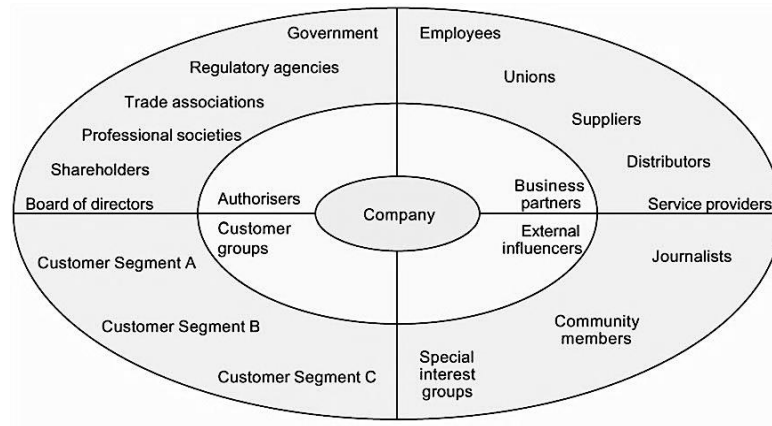 Government
Employees
Regulatory agencies
Unions
Trade associations
Suppliers
Professional societies
Distributors
Shareholders
Board of directors
Authorisers
Business
partners
Service providers
Company
Customer
groups
External
influencers
Journalists
Customer Segment A
Customer Segment B
Community
members
Customer Segment C
Special
interest
groups